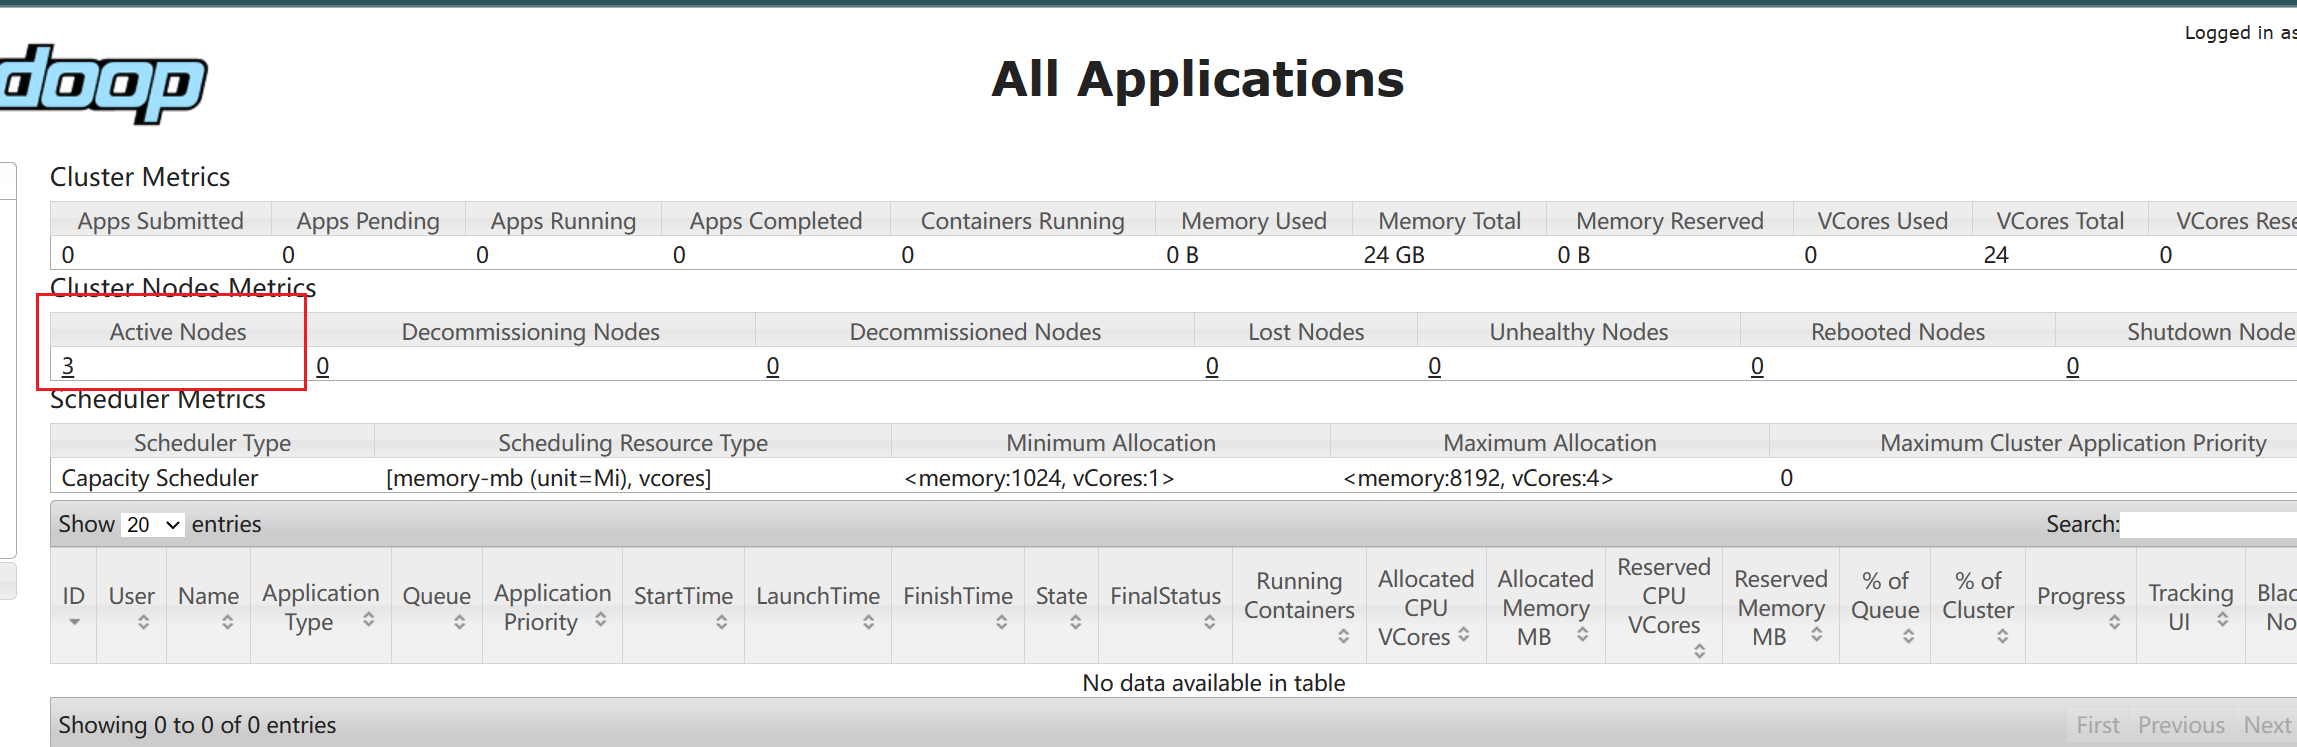 Logged in as
doop
All Applications
Cluster Metrics
Apps Submitted Apps Pending Apps Running Apps Completed Containers Running Memory Used Memory Total Memory Reserved VCores Used VCores Total VCores Rese
0 0 0 0 0 0 B 24 GB 0 B 0 24 0
Cluster Nodes Metrics
Active Nodes Decommissioning Nodes Decommissioned Nodes Lost Nodes Unhealthy Nodes Rebooted Nodes Shutdown Node
3 0 0 0 0 0 0
Scheduler Metrics
Scheduler Type Scheduling Resource Type Minimum Allocation Maximum Allocation Maximum Cluster Application Priority
Capacity Scheduler [memory-mb (unit=Mi), vcores] <memory:1024, vCores:1> <memory:8192, vCores:4> 0
Show 20 entries Search:
ID User Name Application Type Queue Application Priority StartTime LaunchTime FinishTime State FinalStatus Running Containers Allocated CPU VCores Allocated Memory MB Reserved CPU VCores Reserved Memory MB % of Queue % of Cluster Progress Tracking UI Blac No
No data available in table
Showing 0 to 0 of 0 entries First Previous Next